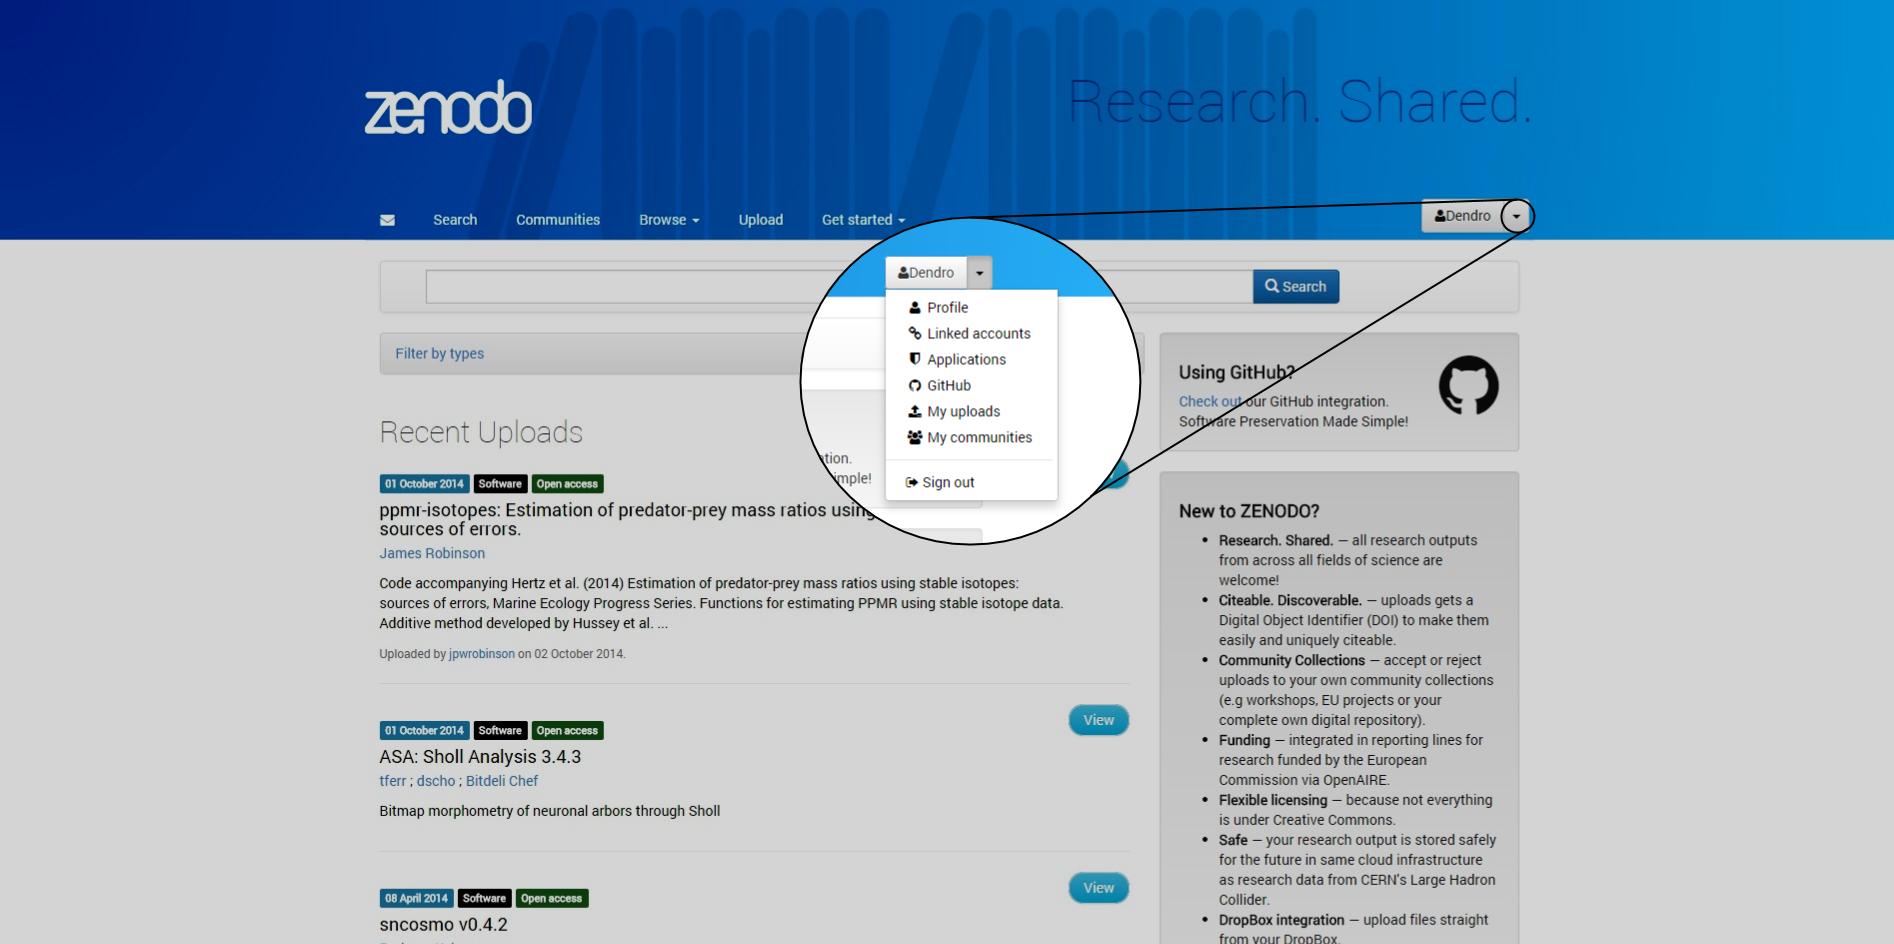 zenodo
Research. Shared.
Search
Communities
Browse
Upload
Get started
Dendro
Dendro
Profile
Linked accounts
Applications
GitHub
My uploads
My communities
Sign out
Search
Filter by types
Recent Uploads
01 October 2014 Software Open access
ppmr-isotopes: Estimation of predator-prey mass ratios using
sources of errors.
James Robinson
Code accompanying Hertz et al. (2014) Estimation of predator-prey mass ratios using stable isotopes:
sources of errors, Marine Ecology Progress Series. Functions for estimating PPMR using stable isotope data.
Additive method developed by Hussey et al. ...
Uploaded by jpwrobinson on 02 October 2014.
01 October 2014 Software Open access
View
ASA: Sholl Analysis 3.4.3
tferr ; dscho ; Bitdeli Chef
Bitmap morphometry of neuronal arbors through Sholl
08 April 2014 Software Open access
View
sncosmo v0.4.2
Using GitHub?
Check out our GitHub integration.
Software Preservation Made Simple!
New to ZENODO?
• Research. Shared. — all research outputs
from across all fields of science are
welcome!
• Citeable. Discoverable. — uploads gets a
Digital Object Identifier (DOI) to make them
easily and uniquely citeable.
• Community Collections — accept or reject
uploads to your own community collections
(e.g workshops, EU projects or your
complete own digital repository).
• Funding — integrated in reporting lines for
research funded by the European
Commission via OpenAIRE.
• Flexible licensing — because not everything
is under Creative Commons.
• Safe — your research output is stored safely
for the future in same cloud infrastructure
as research data from CERN's Large Hadron
Collider.
• DropBox integration — upload files straight
from your DropBox.